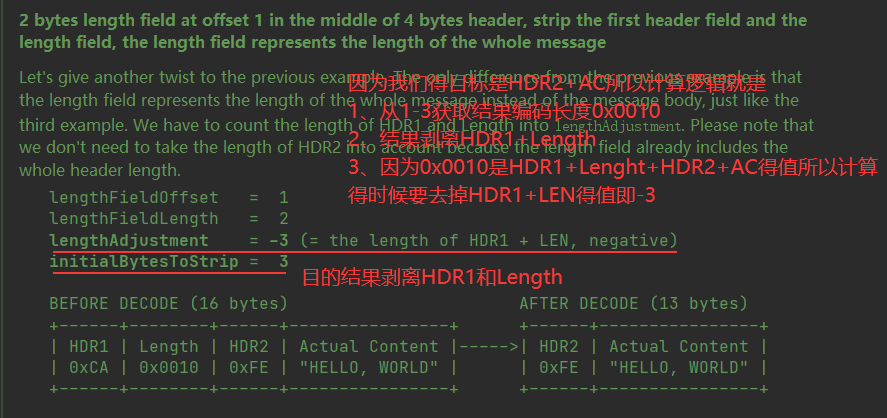 2 bytes length field at offset 1 in the middle of 4 bytes header, strip the first header field and the
length field, the length field represents the length of the whole message
Let's give another twist to the previous example. The only difference from the previous example is that
因为我们得目标是HDR2+AC所以计算逻辑就是
the length field represents the length of the whole message instead of the message body, just like the
1、从1-3获取结果编码长度0x0010
third example. We have to count the length of HDR1 and Length into lengthAdjustment. Please note that
2、结果剥离HDR1+Length
we don't need to take the length of HDR2 into account because the length field already includes the
3、因为0x0010是HDR1+Lenght+HDR2+AC得值所以计算
whole header length.
得时候要去掉HDR1+LEN得值即-3
lengthFieldOffset = 1
lengthFieldLength = 2
lengthAdjustment = -3 (= the length of HDR1 + LEN, negative)
initialBytesToStrip = 3
目的结果剥离HDR1和Length
BEFORE DECODE (16 bytes) AFTER DECODE (13 bytes)
+------+--------+------+----------------+ +------+----------------+
| HDR1 | Length | HDR2 | Actual Content |----->| HDR2 | Actual Content |
| 0xCA | 0x0010 | 0xFE | "HELLO, WORLD" | | 0xFE | "HELLO, WORLD" |
+------+--------+------+----------------+ +------+----------------+